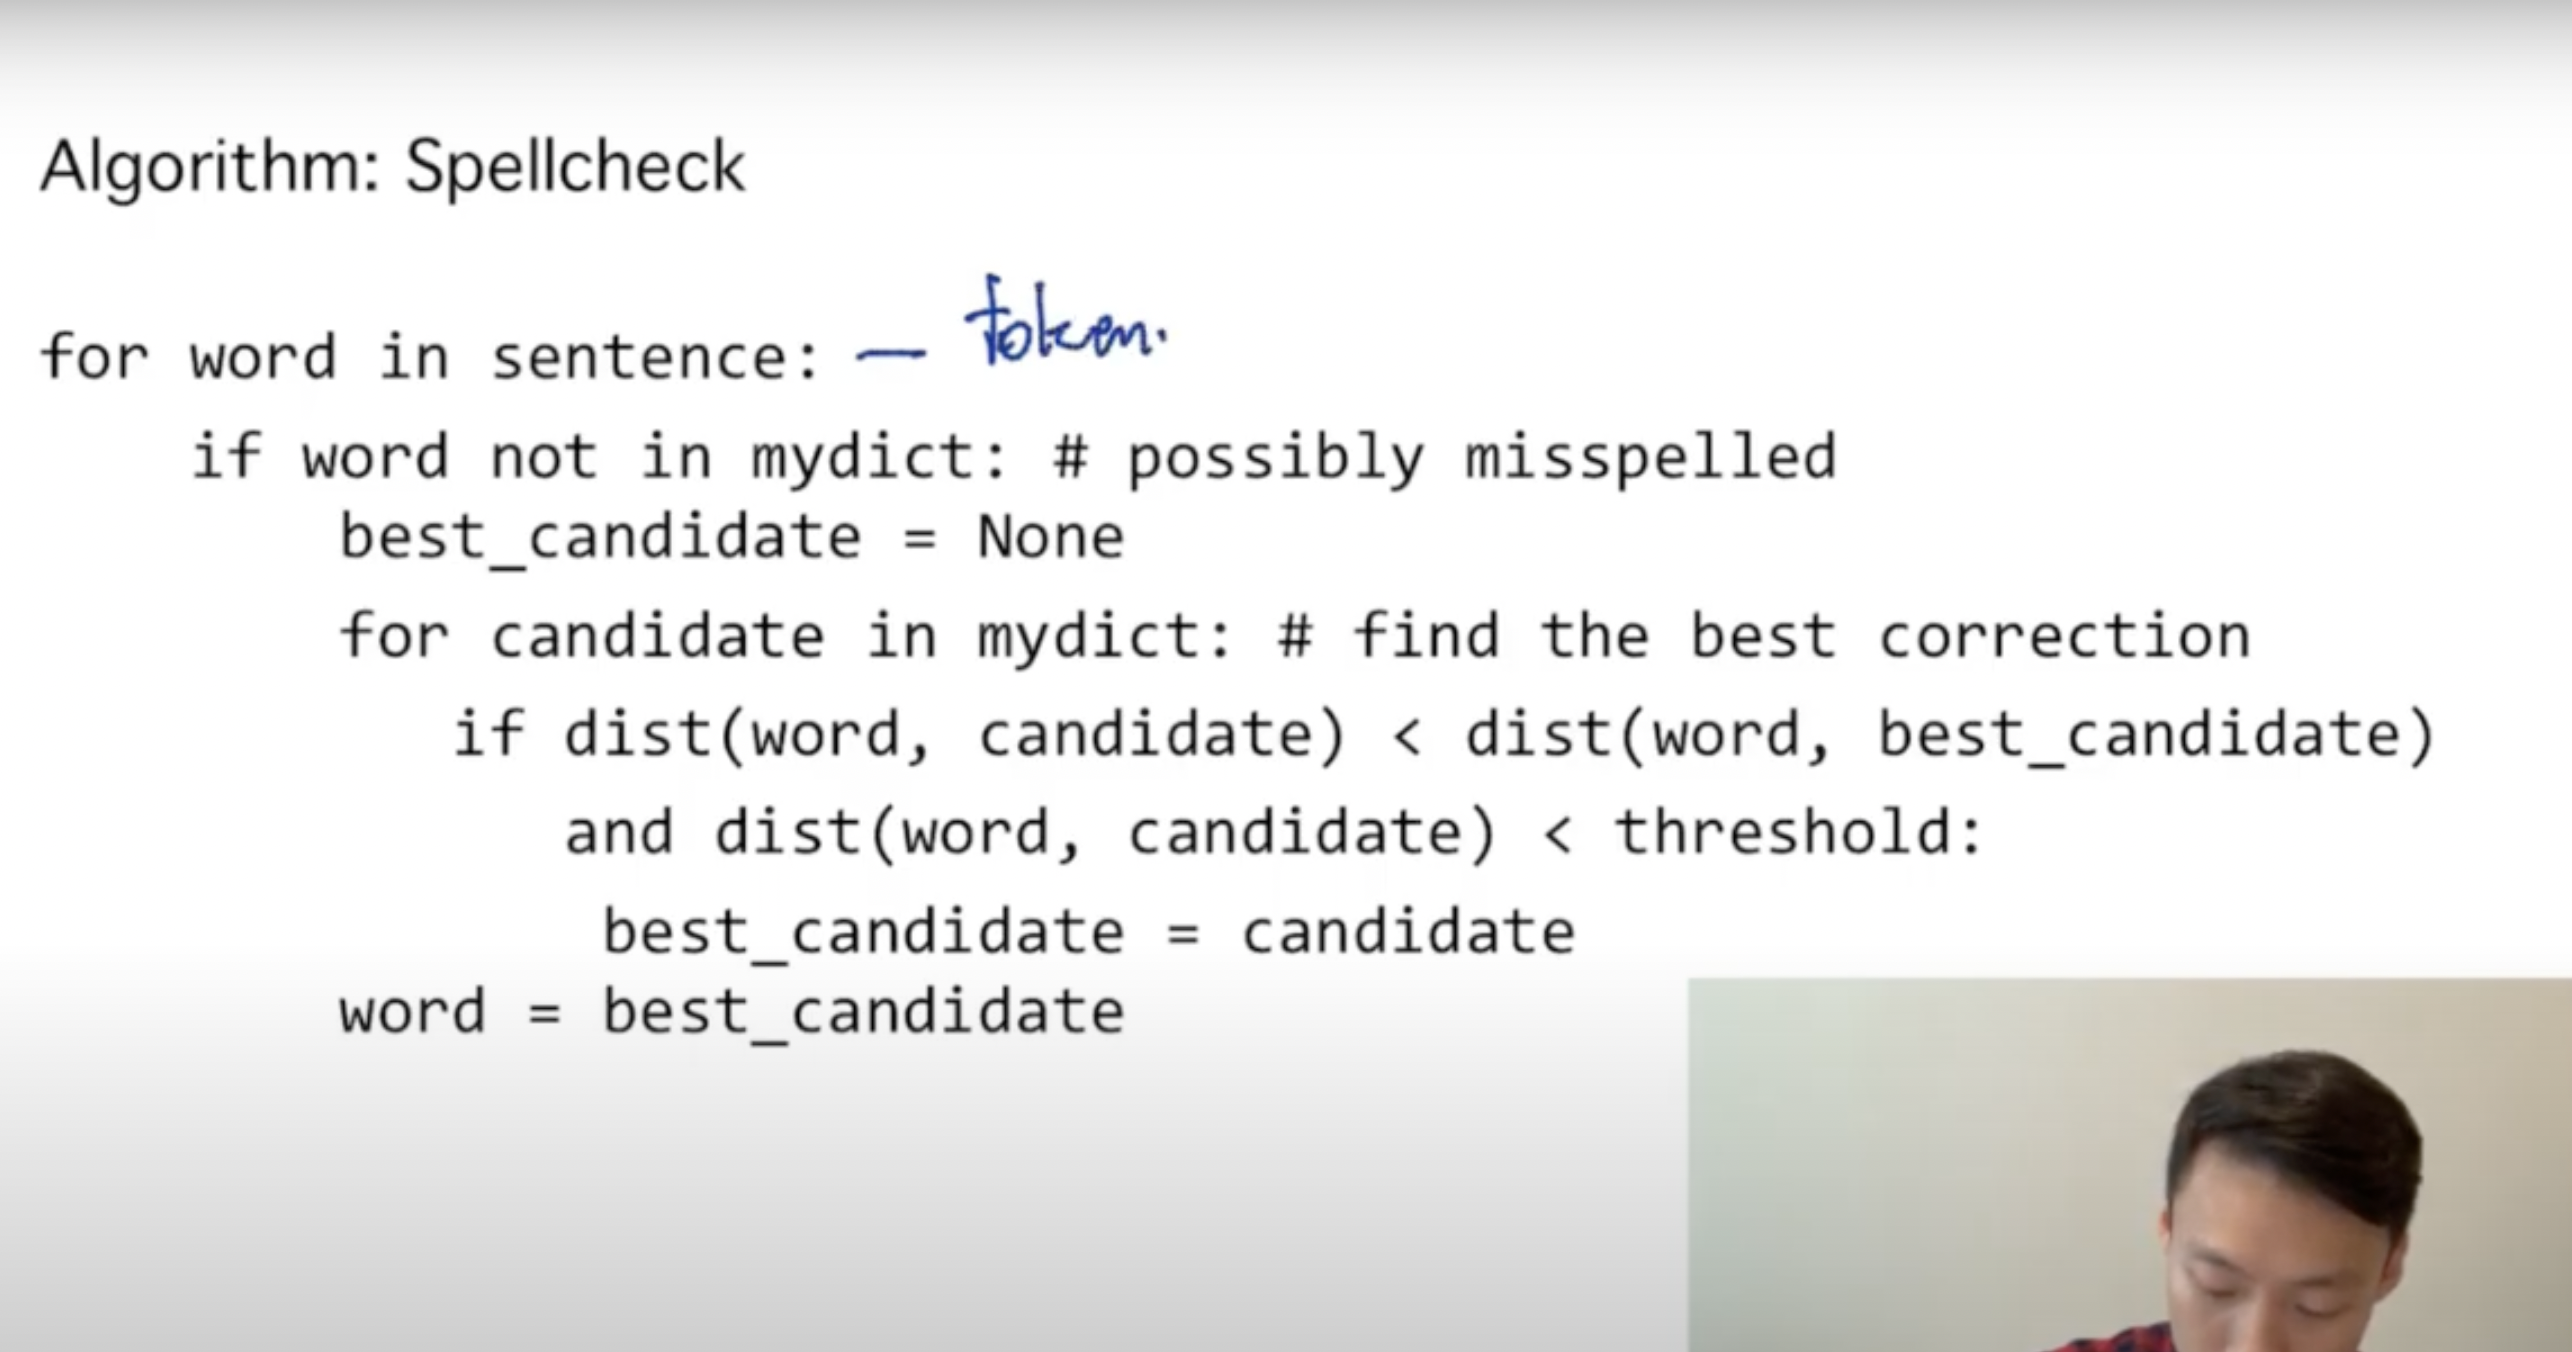 Algorithm: Spellcheck
for word in sentence: — token.
if word not in mydict: # possibly misspelled
best_candidate = None
for candidate in mydict: # find the best correction
if dist(word, candidate) < dist(word, best_candidate)
and dist(word, candidate) < threshold:
best_candidate = candidate
word = best_candidate